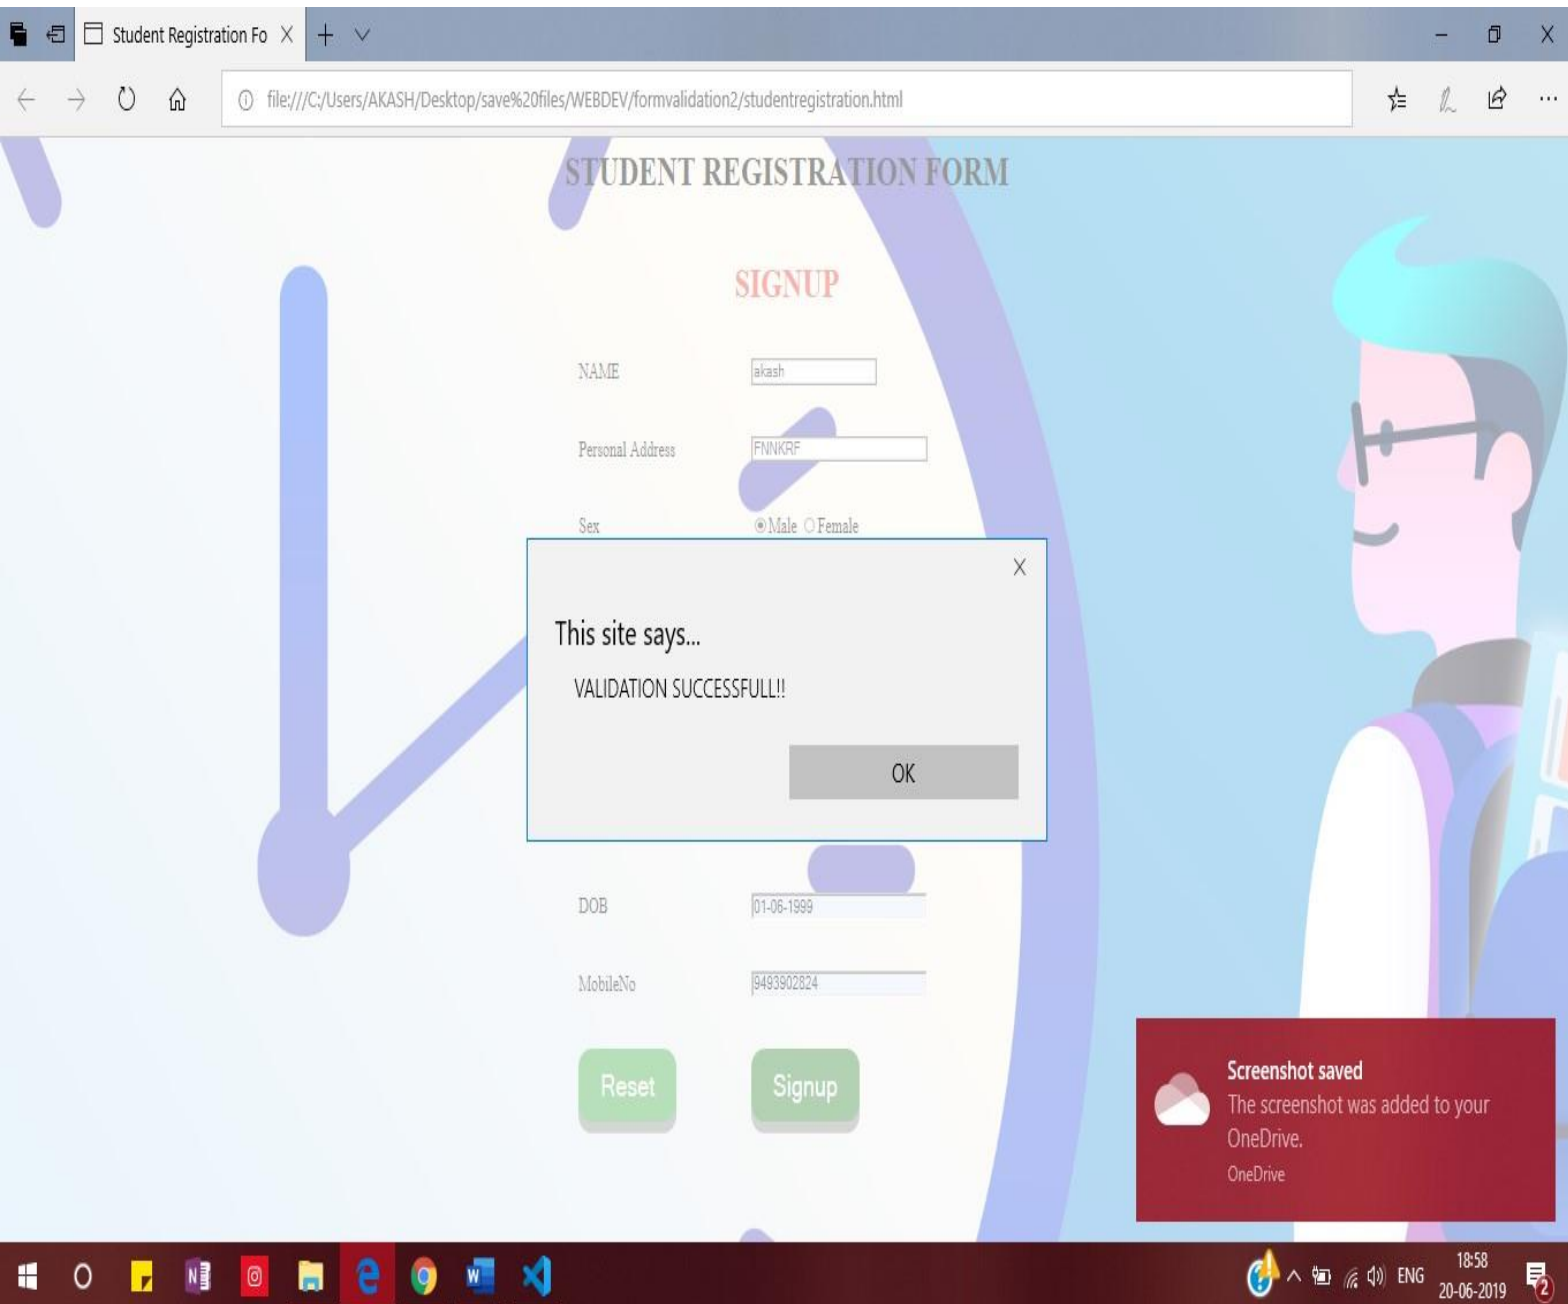 Student Registration Fo
file:///C:/Users/AKASH/Desktop/save%20files/WEBDEV/formvalidation2/studentregistration.html
STUDENT REGISTRATION FORM
SIGNUP
NAME akash
Personal Address FNNKRF
Sex Male Female
This site says...
VALIDATION SUCCESSFULL!!
OK
DOB 01-06-1999
MobileNo 9493902824
Reset Signup
Screenshot saved
The screenshot was added to your
OneDrive.
OneDrive
ENG 18:58
20-06-2019
2